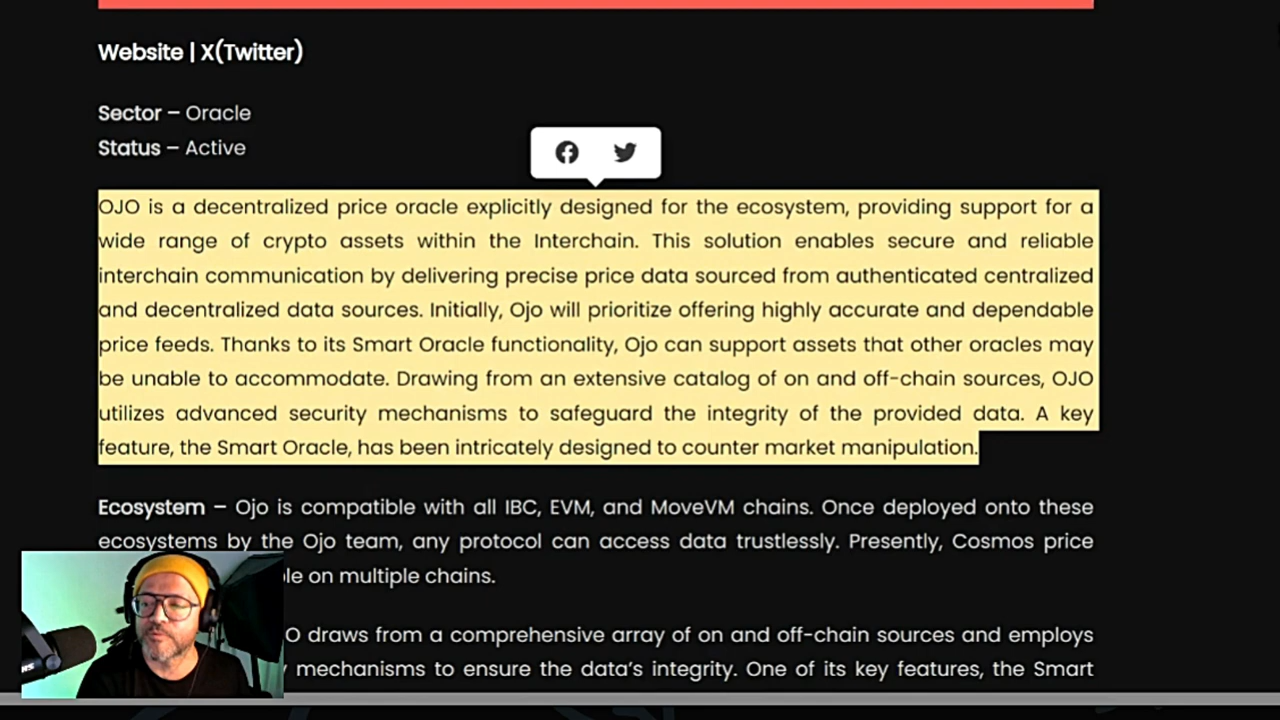 Website | X(Twitter)
Sector – Oracle
Status – Active
OJO is a decentralized price oracle explicitly designed for the ecosystem, providing support for a
wide range of crypto assets within the Interchain. This solution enables secure and reliable
interchain communication by delivering precise price data sourced from authenticated centralized
and decentralized data sources. Initially, Ojo will prioritize offering highly accurate and dependable
price feeds. Thanks to its Smart Oracle functionality, Ojo can support assets that other oracles may
be unable to accommodate. Drawing from an extensive catalog of on and off-chain sources, OJO
utilizes advanced security mechanisms to safeguard the integrity of the provided data. A key
feature, the Smart Oracle, has been intricately designed to counter market manipulation.
Ecosystem – Ojo is compatible with all IBC, EVM, and MoveVM chains. Once deployed onto these
ecosystems by the Ojo team, any protocol can access data trustlessly. Presently, Cosmos price
on multiple chains.
draws from a comprehensive array of on and off-chain sources and employs
mechanisms to ensure the data's integrity. One of its key features, the Smart